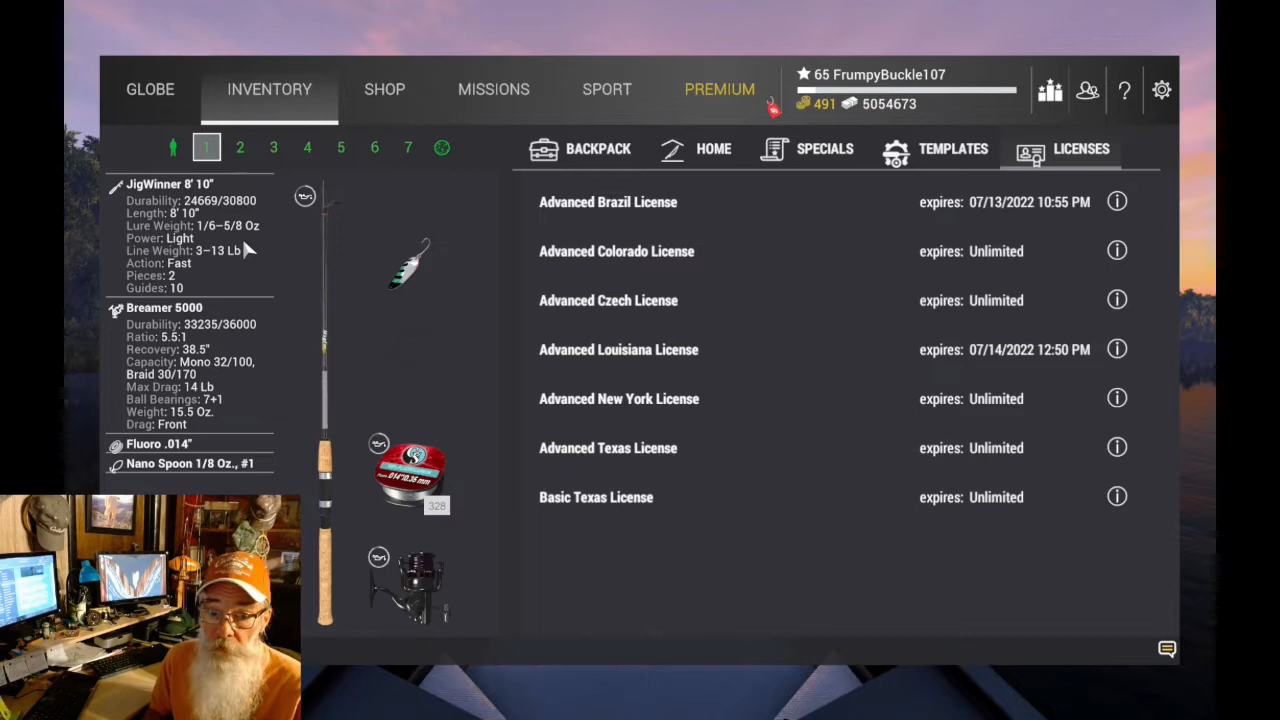 GLOBE
INVENTORY
SHOP
MISSIONS
SPORT
PREMIUM
65 FrumpyBuckle107
491 5054673
?
1 2 3 4 5 6 7
BACKPACK
HOME
SPECIALS
TEMPLATES
LICENSES
JigWinner 8' 10"
Durability: 24669/30800
Length: 8' 10"
Lure Weight: 1/6–5/8 Oz
Power: Light
Line Weight: 3–13 Lb
Action: Fast
Pieces: 2
Guides: 10
Breamer 5000
Durability: 33235/36000
Ratio: 5.5:1
Recovery: 38.5"
Capacity: Mono 32/100,
Braid 30/170
Max Drag: 14 Lb
Ball Bearings: 7+1
Weight: 15.5 Oz.
Drag: Front
Fluoro .014"
Nano Spoon 1/8 Oz., #1
.014"/0.35 mm
328
Advanced Brazil License expires: 07/13/2022 10:55 PM
Advanced Colorado License expires: Unlimited
Advanced Czech License expires: Unlimited
Advanced Louisiana License expires: 07/14/2022 12:50 PM
Advanced New York License expires: Unlimited
Advanced Texas License expires: Unlimited
Basic Texas License expires: Unlimited